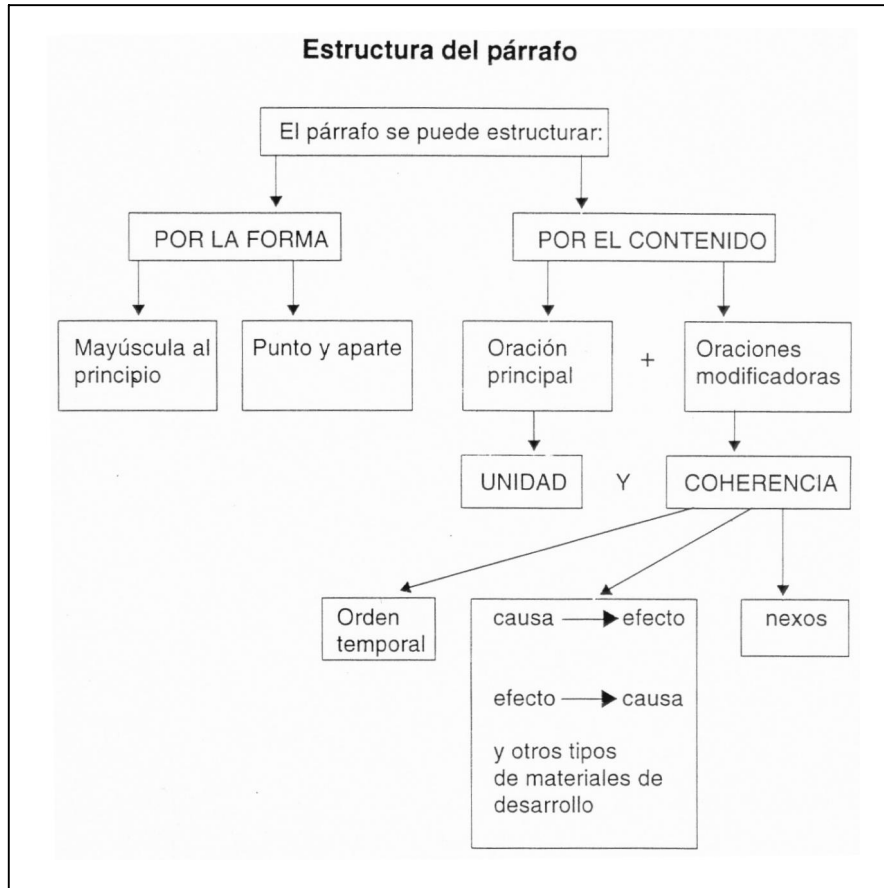 Estructura del párrafo
El párrafo se puede estructurar:
POR LA FORMA
POR EL CONTENIDO
Mayúscula al
principio
Punto y aparte
Oración
principal
+
Oraciones
modificadoras
UNIDAD
Y
COHERENCIA
Orden
temporal
causa efecto
efecto causa
y otros tipos
de materiales de
desarrollo
nexos